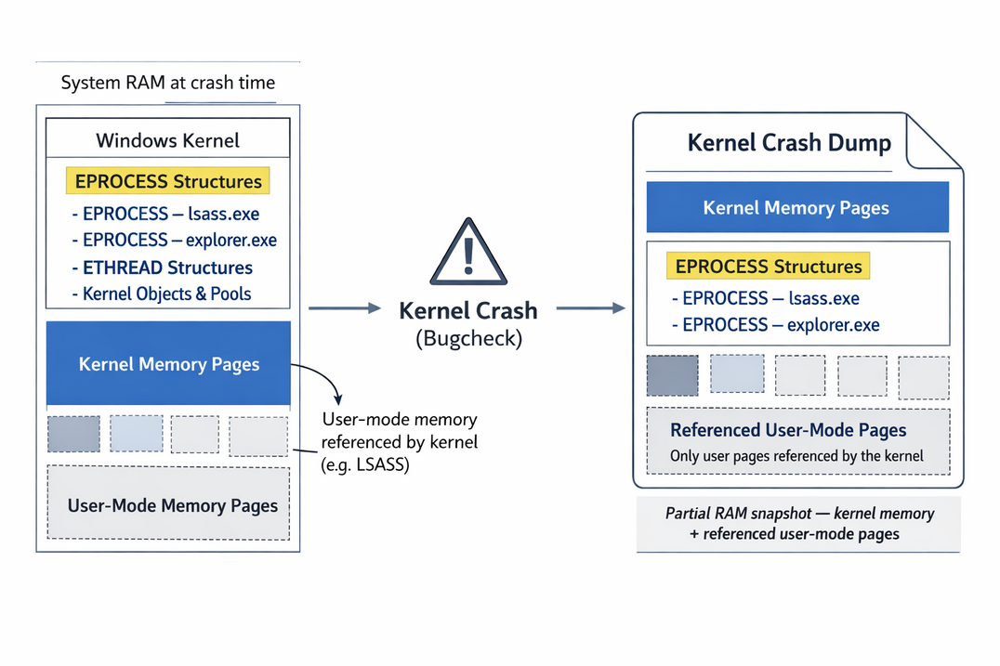 System RAM at crash time
Windows Kernel
EPROCESS Structures
- EPROCESS – lsass.exe
- EPROCESS – explorer.exe
- ETHREAD Structures
- Kernel Objects & Pools
Kernel Memory Pages
User-Mode Memory Pages
User-mode memory
referenced by kernel
(e.g. LSASS)
Kernel Crash
(Bugcheck)
Kernel Crash Dump
Kernel Memory Pages
EPROCESS Structures
- EPROCESS – lsass.exe
- EPROCESS – explorer.exe
Referenced User-Mode Pages
Only user pages referenced by the kernel
Partial RAM snapshot — kernel memory
+ referenced user-mode pages